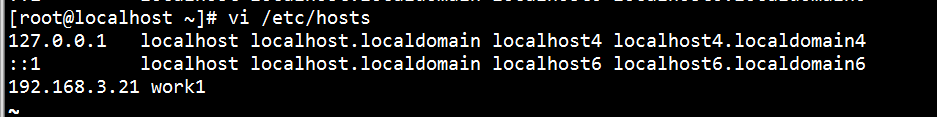 [root@localhost ~]# vi /etc/hosts
127.0.0.1   localhost localhost.localdomain localhost4 localhost4.localdomain4
::1         localhost localhost.localdomain localhost6 localhost6.localdomain6
192.168.3.21 work1
~